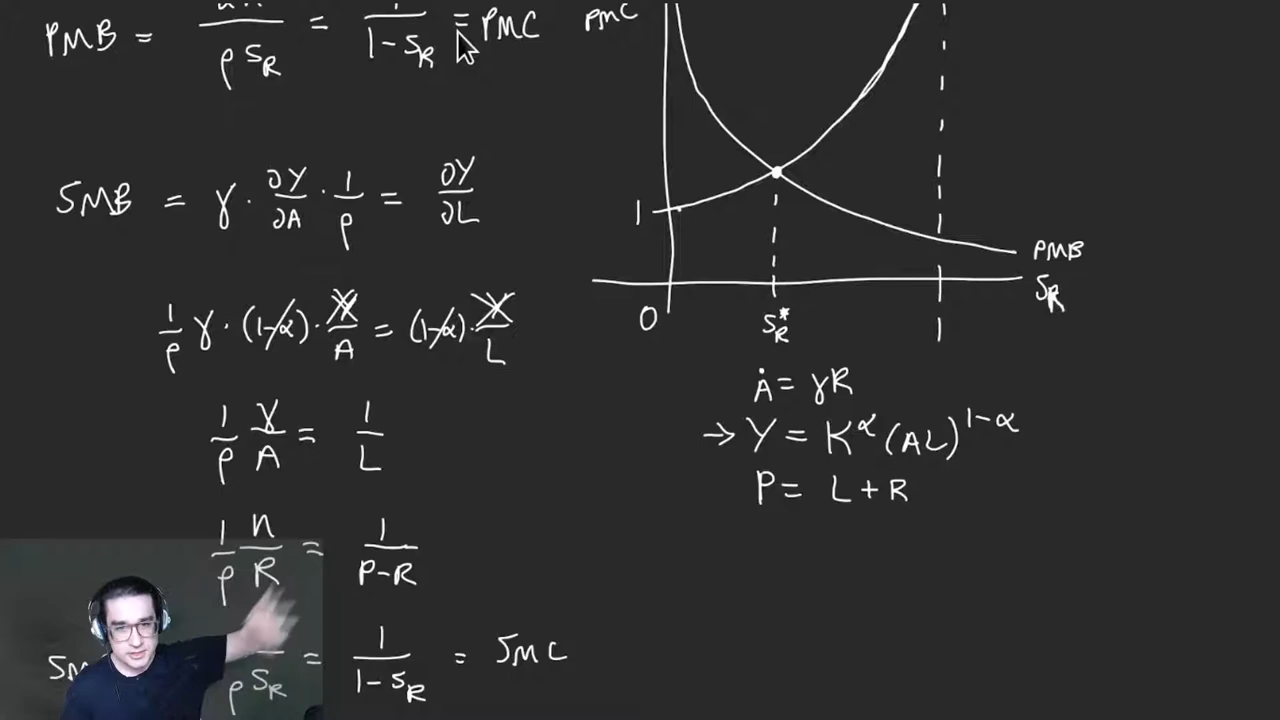 PMB = / ρ S_R = / 1 - S_R = PMC
SMB = γ · ∂Y/∂A · 1/ρ = ∂Y/∂L
1/ρ γ · (1-α) · Y/A = (1-α) · Y/L
1/ρ γ/A = 1/L
1/ρ n/R = 1/P-R
SM / ρ S_R = 1/1-S_R = SMC
PMC
1
PMB
S_R
0
S_R*
1
Ȧ = γR
→ Y = K^α (AL)^1-α
P = L + R